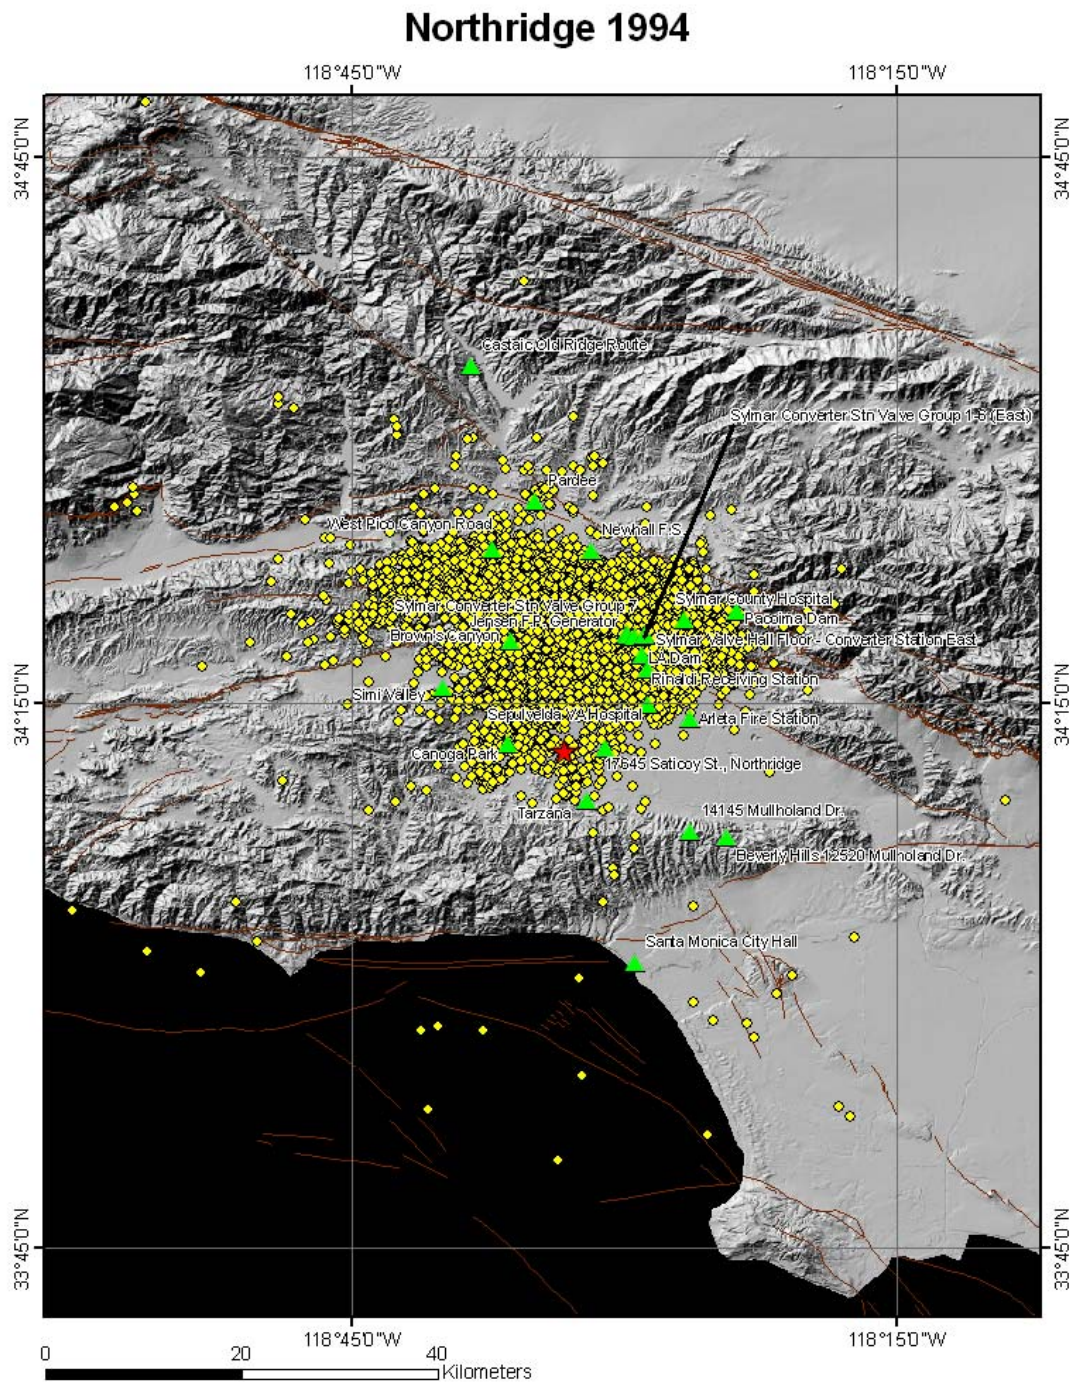 Northridge 1994
118°45'0"W
118°15'0"W
34°45'0"N
34°45'0"N
Castaic Old Ridge Route
Sylmar Converter Stn Valve Group 1-6 (East)
Pardee
West Pico Canyon Road
Newhall F.S.
Sylmar County Hospital
Sylmar Converter Stn Valve Group 7
Pacoima Dam
Jensen F.P. Generator
Brown's Canyon
Sylmar Valve Hall Floor - Converter Station East
LA Dam
Rinaldi Receiving Station
Simi Valley
34°15'0"N
34°15'0"N
Sepulvelda VA Hospital
Arleta Fire Station
Canoga Park
17645 Saticoy St., Northridge
Tarzana
14145 Mullholand Dr.
Beverly Hills 12520 Mullholand Dr.
Santa Monica City Hall
33°45'0"N
33°45'0"N
118°45'0"W
118°15'0"W
0 20 40
Kilometers